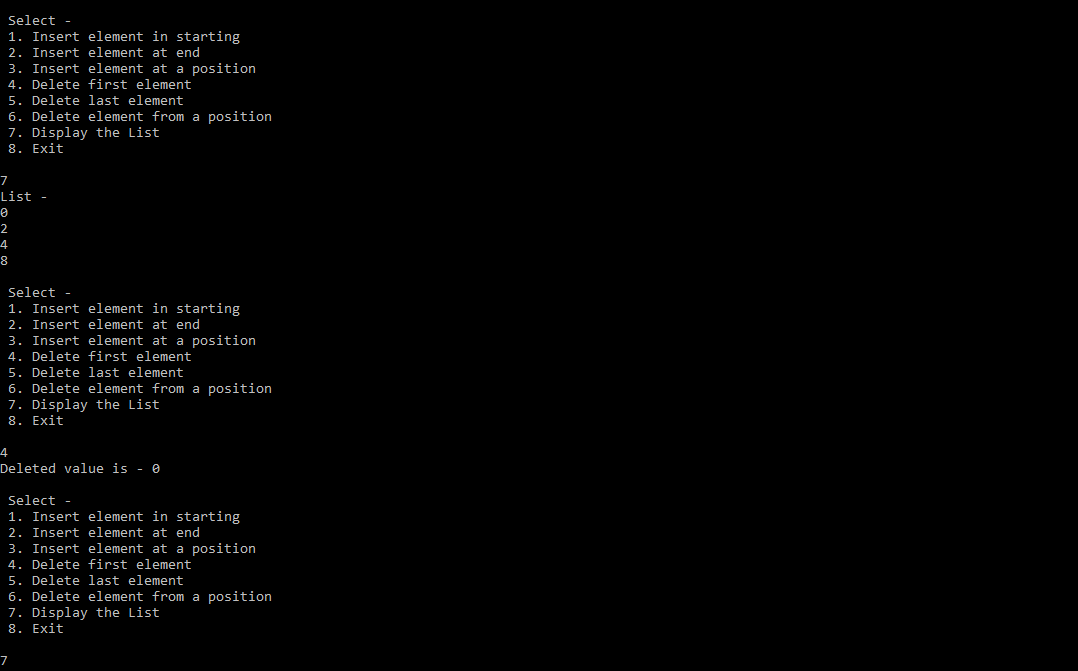 Select -
1. Insert element in starting
2. Insert element at end
3. Insert element at a position
4. Delete first element
5. Delete last element
6. Delete element from a position
7. Display the List
8. Exit
7
List -
0
2
4
8
Select -
1. Insert element in starting
2. Insert element at end
3. Insert element at a position
4. Delete first element
5. Delete last element
6. Delete element from a position
7. Display the List
8. Exit
4
Deleted value is - 0
Select -
1. Insert element in starting
2. Insert element at end
3. Insert element at a position
4. Delete first element
5. Delete last element
6. Delete element from a position
7. Display the List
8. Exit
7